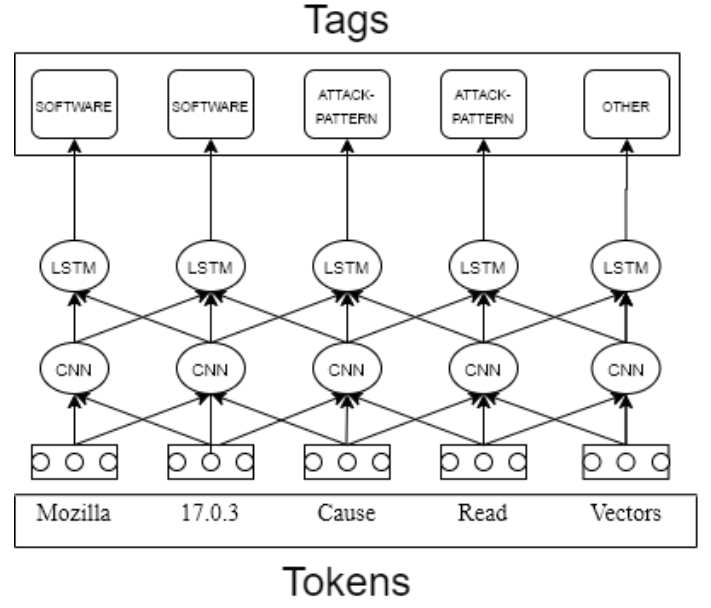 Tags
SOFTWARE SOFTWARE ATTACK- ATTACK- OTHER
PATTERN PATTERN
LSTM LSTM LSTM LSTM LSTM
CNN CNN CNN CNN CNN
Mozilla 17.0.3 Cause Read Vectors
Tokens